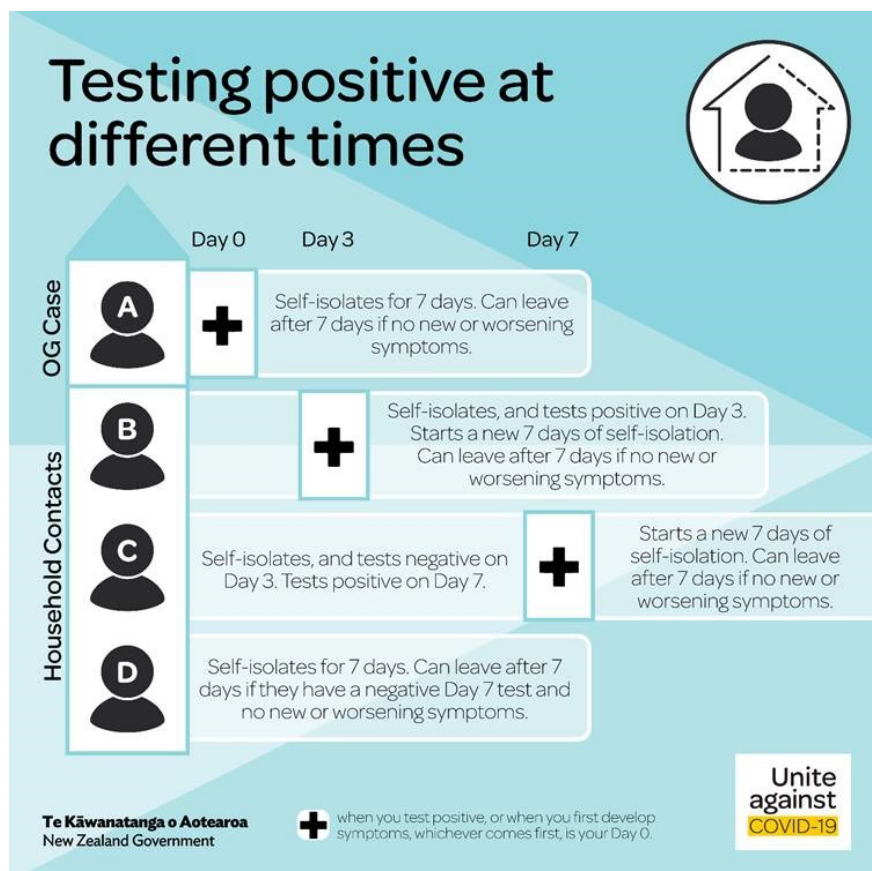 Testing positive at
different times
Day 0
Day 3
Day 7
OG Case
A
Self-isolates for 7 days. Can leave
after 7 days if no new or worsening
symptoms.
Household Contacts
B
Self-isolates, and tests positive on Day 3.
Starts a new 7 days of self-isolation.
Can leave after 7 days if no new or
worsening symptoms.
C
Self-isolates, and tests negative on
Day 3. Tests positive on Day 7.
Starts a new 7 days of
self-isolation. Can leave
after 7 days if no new or
worsening symptoms.
D
Self-isolates for 7 days. Can leave after 7
days if they have a negative Day 7 test and
no new or worsening symptoms.
Te Kāwanatanga o Aotearoa
New Zealand Government
when you test positive, or when you first develop
symptoms, whichever comes first, is your Day 0.
Unite
against
COVID-19